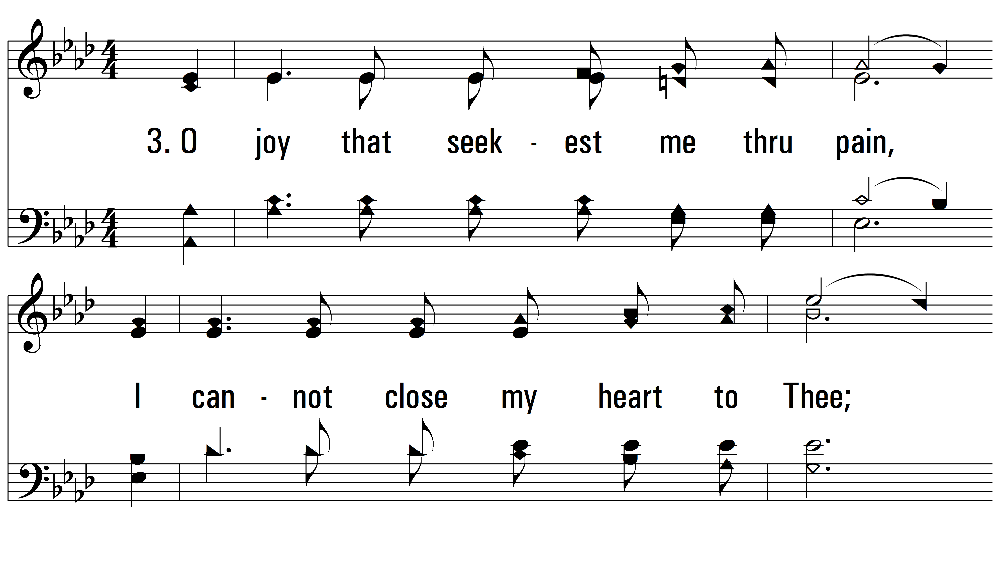 3. O joy that seek - est me thru pain,
I can - not close my heart to Thee;